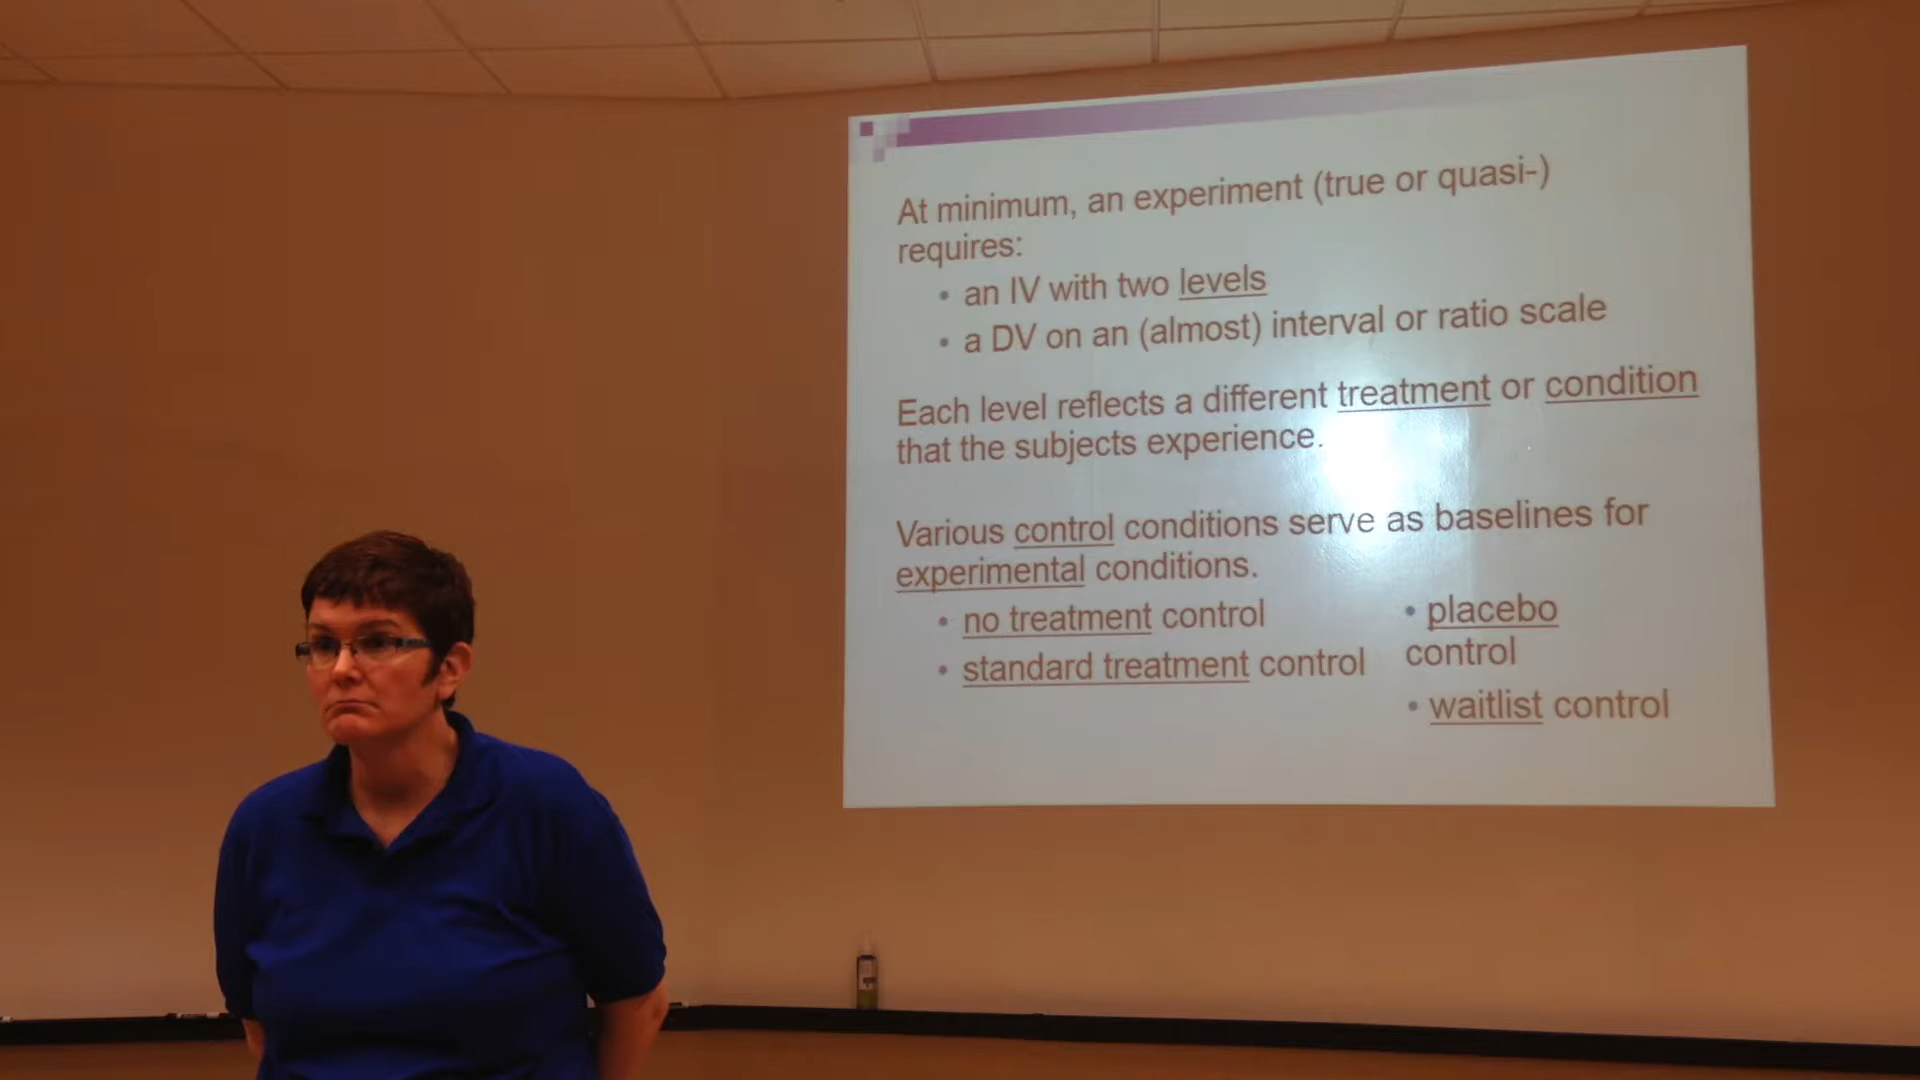 At minimum, an experiment (true or quasi-)
requires:
• an IV with two levels
• a DV on an (almost) interval or ratio scale
Each level reflects a different treatment or condition
that the subjects experience.
Various control conditions serve as baselines for
experimental conditions.
• no treatment control
• standard treatment control
• placebo
control
• waitlist control